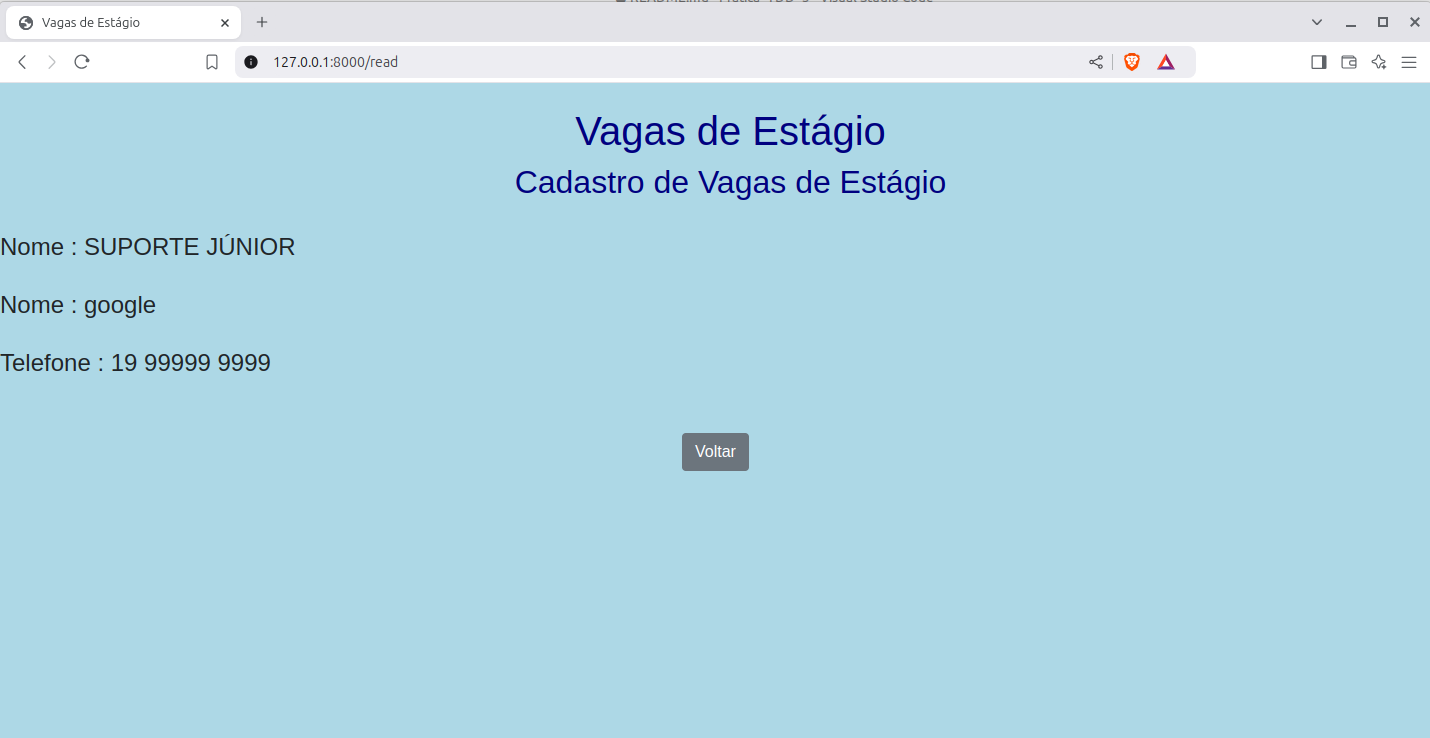 Vagas de Estágio
127.0.0.1:8000/read
Vagas de Estágio
Cadastro de Vagas de Estágio
Nome : SUPORTE JÚNIOR
Nome : google
Telefone : 19 99999 9999
Voltar